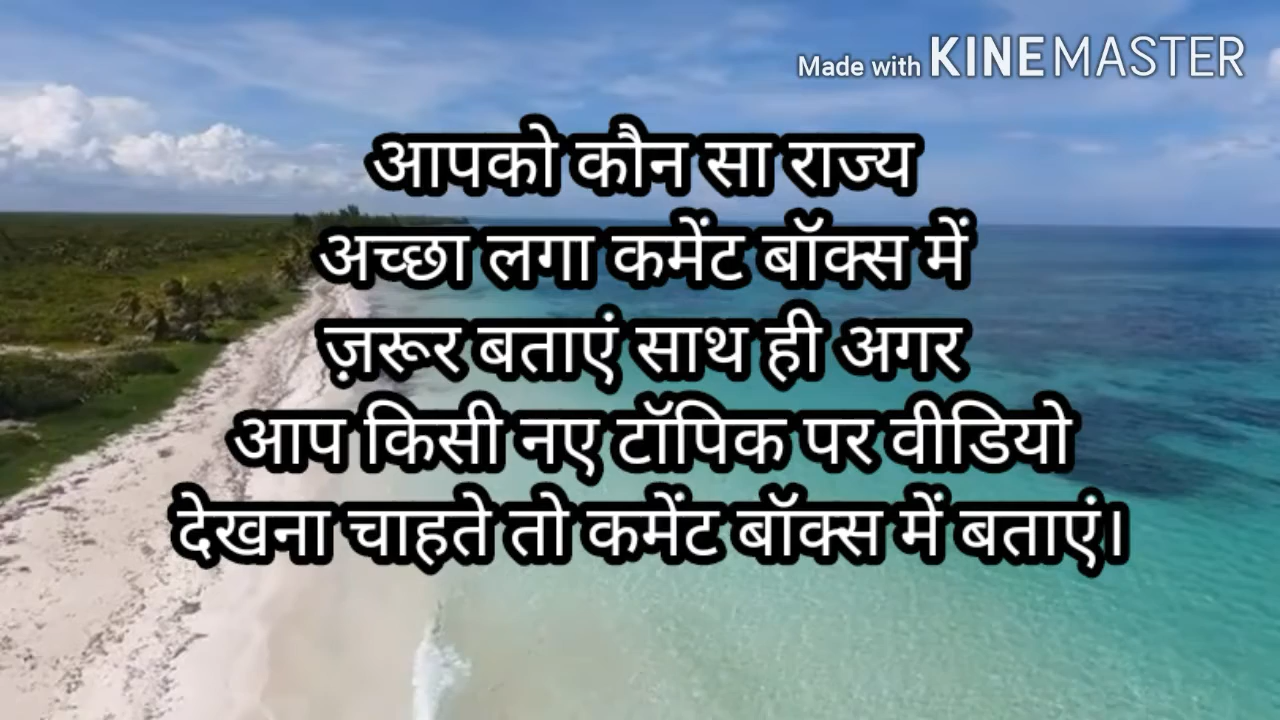 Made with KINEMASTER
आपको कौन सा राज्य
अच्छा लगा कमेंट बॉक्स में
ज़रूर बताएं साथ ही अगर
आप किसी नए टॉपिक पर वीडियो
देखना चाहते तो कमेंट बॉक्स में बताएं।